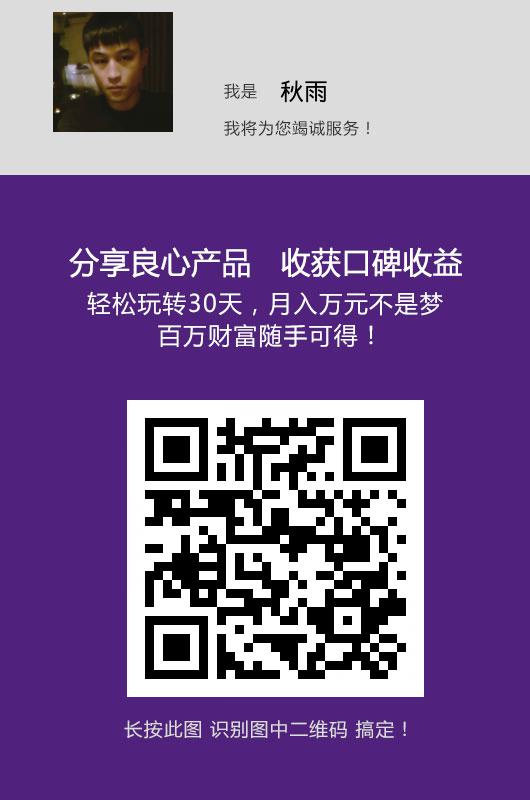 我是 秋雨
我将为您竭诚服务！
分享良心产品 收获口碑收益
轻松玩转30天，月入万元不是梦
百万财富随手可得！
长按此图 识别图中二维码 搞定！